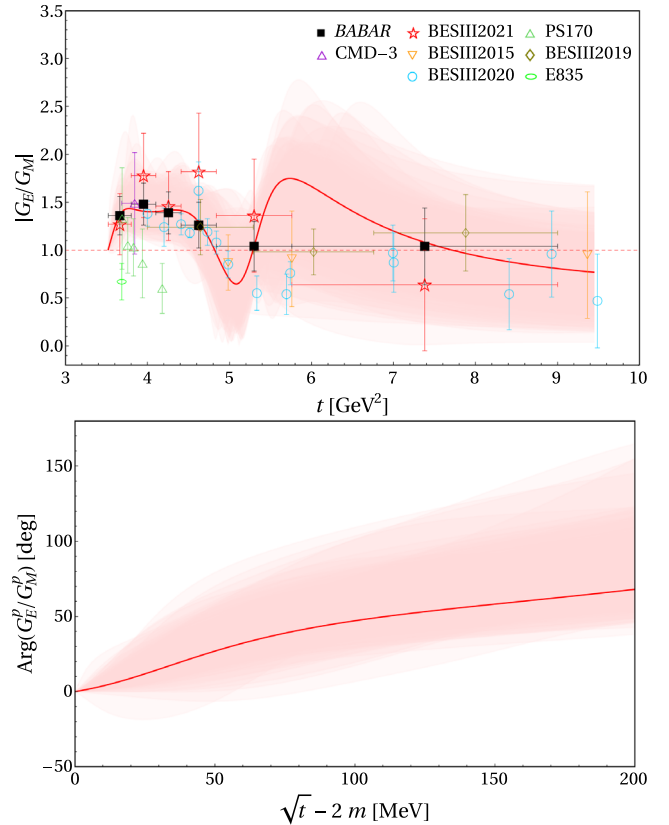 BABAR BESIII2021 PS170
CMD−3 BESIII2015 BESIII2019
BESIII2020 E835
|G_E/G_M|
3.5
3.0
2.5
2.0
1.5
1.0
0.5
0.0
3 4 5 6 7 8 9 10
t [GeV²]
Arg(G_E^p/G_M^p) [deg]
150
100
50
0
−50
0 50 100 150 200
√t − 2 m [MeV]